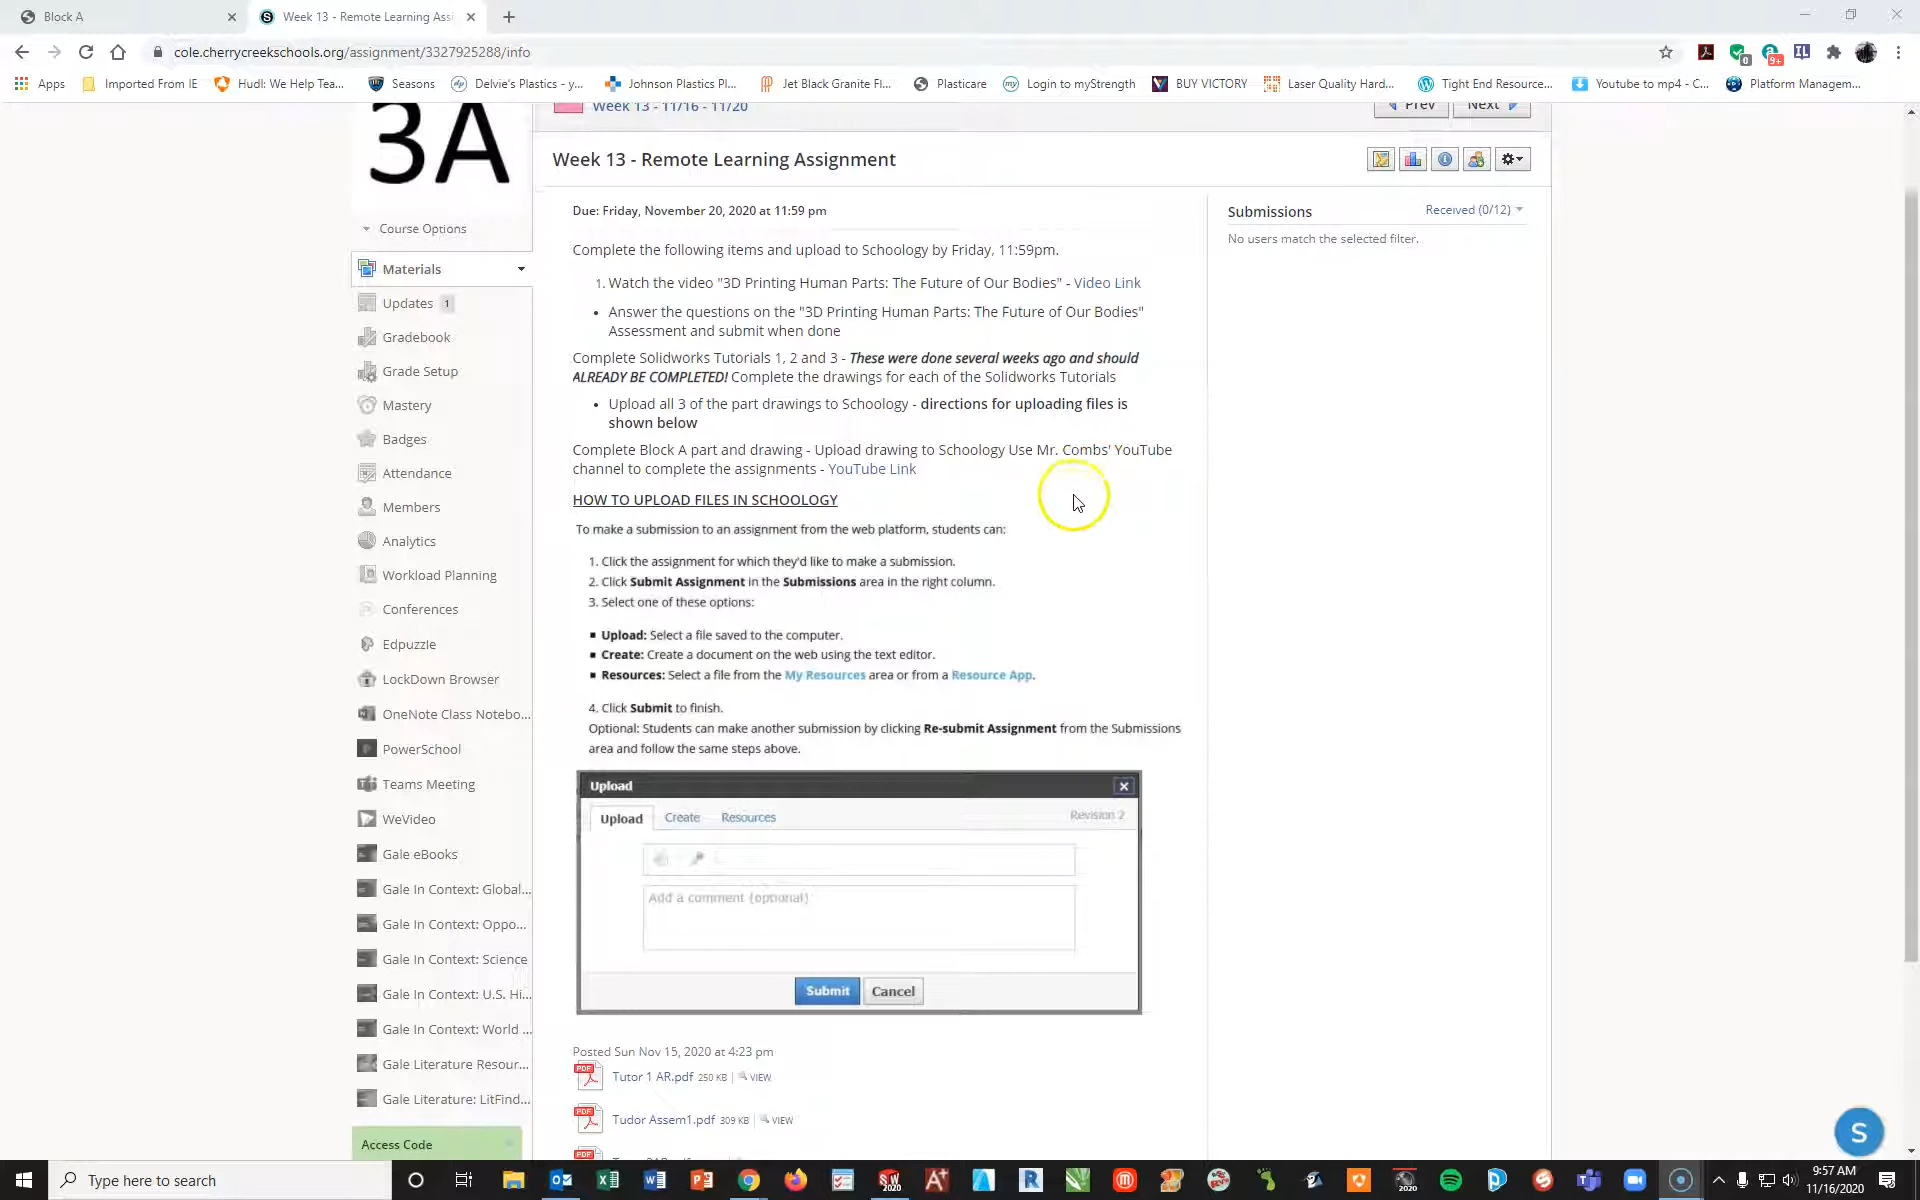 Block A
Week 13 - Remote Learning Assi
cole.cherrycreekschools.org/assignment/3327925288/info
Apps
Imported From IE
Hudl: We Help Tea...
Seasons
Delvie's Plastics - y...
Johnson Plastics Pl...
Jet Black Granite Fl...
Plasticare
Login to myStrength
BUY VICTORY
Laser Quality Hard...
Tight End Resource...
Youtube to mp4 - C...
Platform Managem...
3A
Week 13 - 11/16 - 11/20
Prev
Next
Week 13 - Remote Learning Assignment
Course Options
Materials
Updates 1
Gradebook
Grade Setup
Mastery
Badges
Attendance
Members
Analytics
Workload Planning
Conferences
Edpuzzle
LockDown Browser
OneNote Class Notebo...
PowerSchool
Teams Meeting
WeVideo
Gale eBooks
Gale In Context: Global...
Gale In Context: Oppo...
Gale In Context: Science
Gale In Context: U.S. Hi...
Gale In Context: World ...
Gale Literature Resour...
Gale Literature: LitFind...
Access Code
Due: Friday, November 20, 2020 at 11:59 pm
Complete the following items and upload to Schoology by Friday, 11:59pm.
1. Watch the video "3D Printing Human Parts: The Future of Our Bodies" - Video Link
• Answer the questions on the "3D Printing Human Parts: The Future of Our Bodies"
Assessment and submit when done
Complete Solidworks Tutorials 1, 2 and 3 - These were done several weeks ago and should
ALREADY BE COMPLETED! Complete the drawings for each of the Solidworks Tutorials
• Upload all 3 of the part drawings to Schoology - directions for uploading files is
shown below
Complete Block A part and drawing - Upload drawing to Schoology Use Mr. Combs' YouTube
channel to complete the assignments - YouTube Link
HOW TO UPLOAD FILES IN SCHOOLOGY
To make a submission to an assignment from the web platform, students can:
1. Click the assignment for which they'd like to make a submission.
2. Click Submit Assignment in the Submissions area in the right column.
3. Select one of these options:
▪ Upload: Select a file saved to the computer.
▪ Create: Create a document on the web using the text editor.
▪ Resources: Select a file from the My Resources area or from a Resource App.
4. Click Submit to finish.
Optional: Students can make another submission by clicking Re-submit Assignment from the Submissions
area and follow the same steps above.
Upload
Upload Create Resources Revision 2
Add a comment (optional)
Submit Cancel
Posted Sun Nov 15, 2020 at 4:23 pm
Tutor 1 AR.pdf 250 KB | VIEW
Tudor Assem1.pdf 309 KB | VIEW
Submissions
Received (0/12)
No users match the selected filter.
S
Type here to search
9:57 AM
11/16/2020